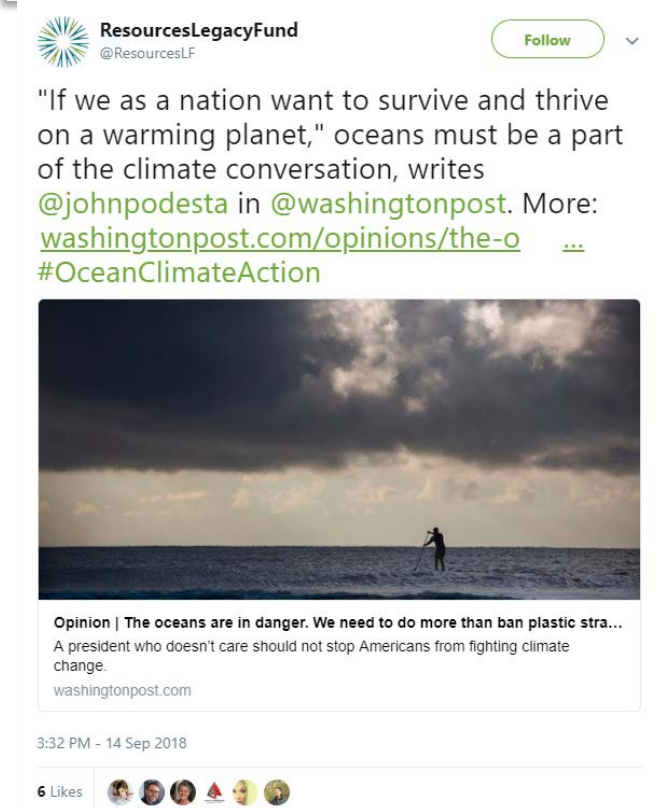 ResourcesLegacyFund
@ResourcesLF
Follow
"If we as a nation want to survive and thrive
on a warming planet," oceans must be a part
of the climate conversation, writes
@johnpodesta in @washingtonpost. More:
washingtonpost.com/opinions/the-o ...
#OceanClimateAction
Opinion | The oceans are in danger. We need to do more than ban plastic stra...
A president who doesn't care should not stop Americans from fighting climate
change.
washingtonpost.com
3:32 PM - 14 Sep 2018
6 Likes